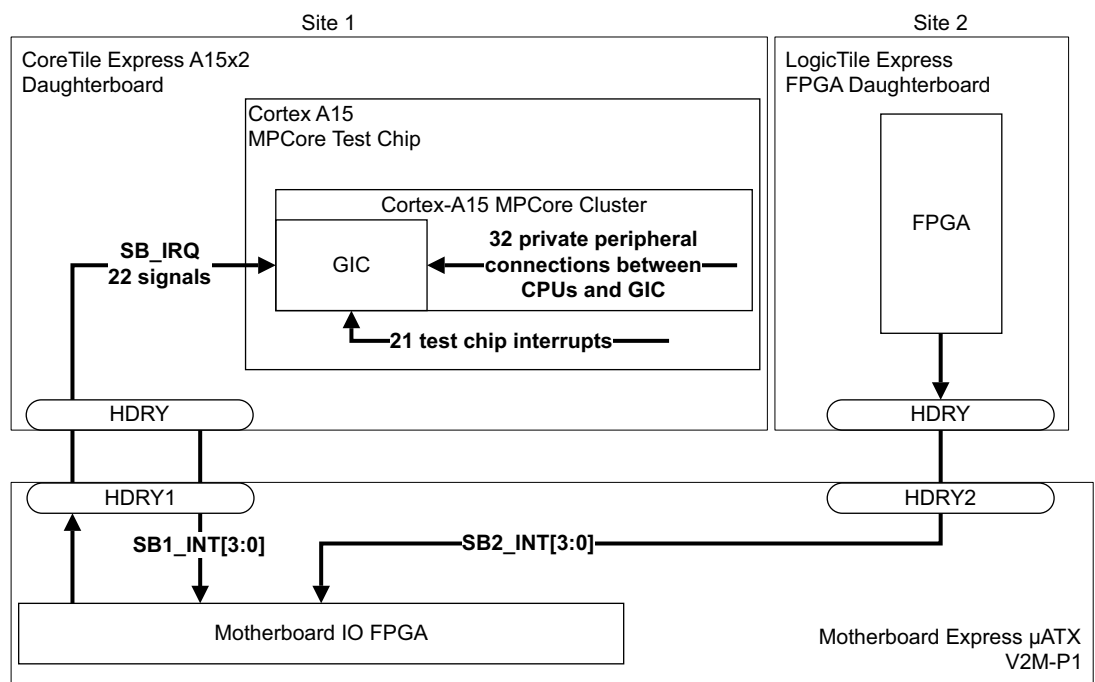 Site 1
Site 2
CoreTile Express A15x2
Daughterboard
LogicTile Express
FPGA Daughterboard
Cortex A15
MPCore Test Chip
Cortex-A15 MPCore Cluster
GIC
32 private peripheral
connections between
CPUs and GIC
SB_IRQ
22 signals
21 test chip interrupts
FPGA
HDRY
HDRY
HDRY1
HDRY2
SB1_INT[3:0]
SB2_INT[3:0]
Motherboard IO FPGA
Motherboard Express µATX
V2M-P1